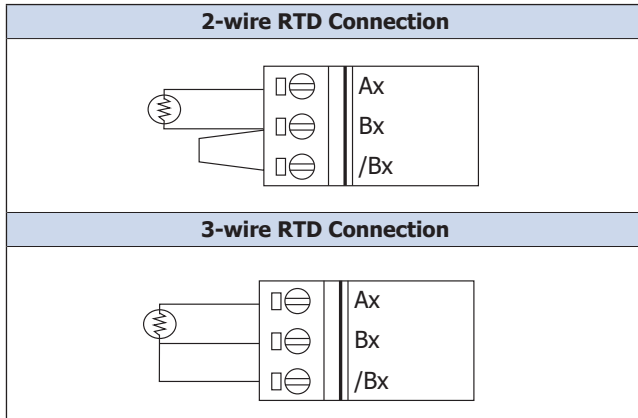 2-wire RTD Connection
Ax
Bx
/Bx
3-wire RTD Connection
Ax
Bx
/Bx